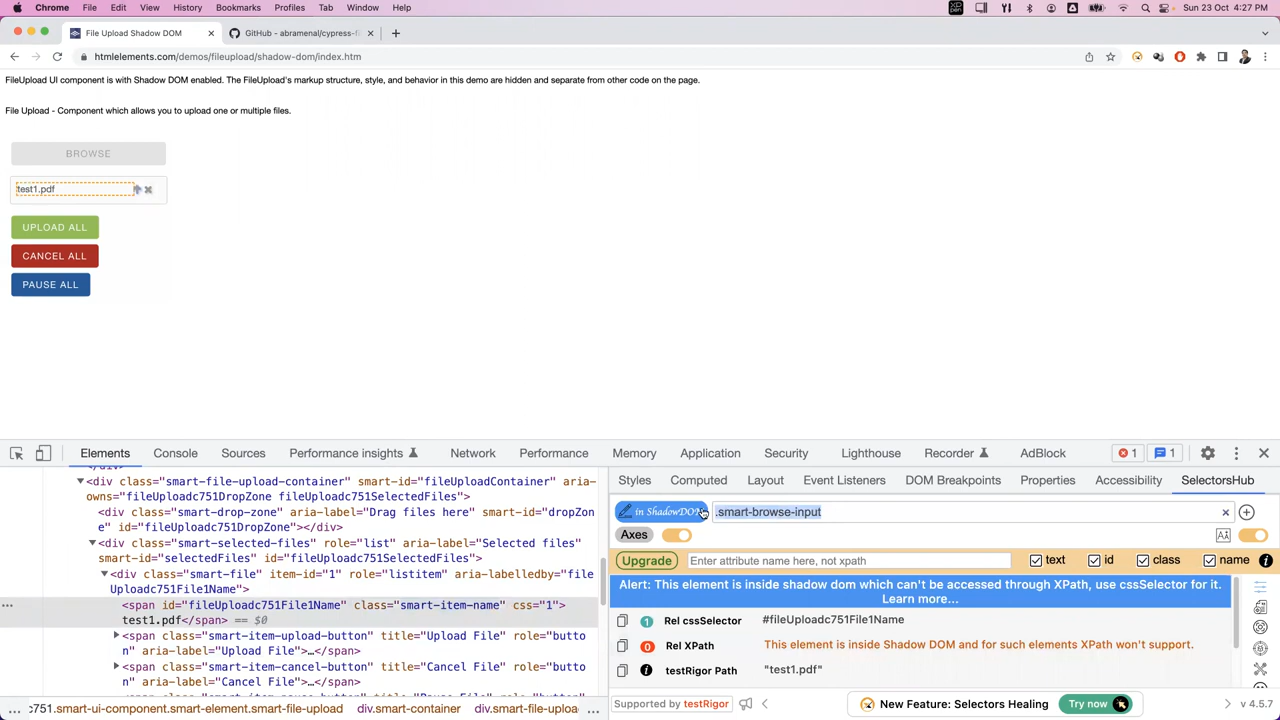 Chrome File Edit View History Bookmarks Profiles Tab Window Help Sun 23 Oct 4:27 PM
File Upload Shadow DOM GitHub - abramenal/cypress-fi
htmlelements.com/demos/fileupload/shadow-dom/index.htm
FileUpload UI component is with Shadow DOM enabled. The FileUpload's markup structure, style, and behavior in this demo are hidden and separate from other code on the page.
File Upload - Component which allows you to upload one or multiple files.
BROWSE
test1.pdf
UPLOAD ALL
CANCEL ALL
PAUSE ALL
Elements Console Sources Performance insights Network Performance Memory Application Security Lighthouse Recorder AdBlock 1 1
<div class="smart-file-upload-container" smart-id="fileUploadContainer" aria-
owns="fileUploadc751DropZone fileUploadc751SelectedFiles">
<div class="smart-drop-zone" aria-label="Drag files here" smart-id="dropZon
e" id="fileUploadc751DropZone"></div>
<div class="smart-selected-files" role="list" aria-label="Selected files"
smart-id="selectedFiles" id="fileUploadc751SelectedFiles">
<div class="smart-file" item-id="1" role="listitem" aria-labelledby="file
Uploadc751File1Name">
<span id="fileUploadc751File1Name" class="smart-item-name" css="1">
test1.pdf</span> == $0
<span class="smart-item-upload-button" title="Upload File" role="butto
n" aria-label="Upload File">…</span>
<span class="smart-item-cancel-button" title="Cancel File" role="butto
n" aria-label="Cancel File">…</span>
... :c751.smart-ui-component.smart-element.smart-file-upload div.smart-container div.smart-file-uploa ...
Styles Computed Layout Event Listeners DOM Breakpoints Properties Accessibility SelectorsHub
in ShadowDOM .smart-browse-input
Axes
Upgrade Enter attribute name here, not xpath text id class name
Alert: This element is inside shadow dom which can't be accessed through XPath, use cssSelector for it.
Learn more...
1 Rel cssSelector #fileUploadc751File1Name
0 Rel XPath This element is inside Shadow DOM and for such elements XPath won't support.
testRigor Path "test1.pdf"
Supported by testRigor New Feature: Selectors Healing Try now v 4.5.7